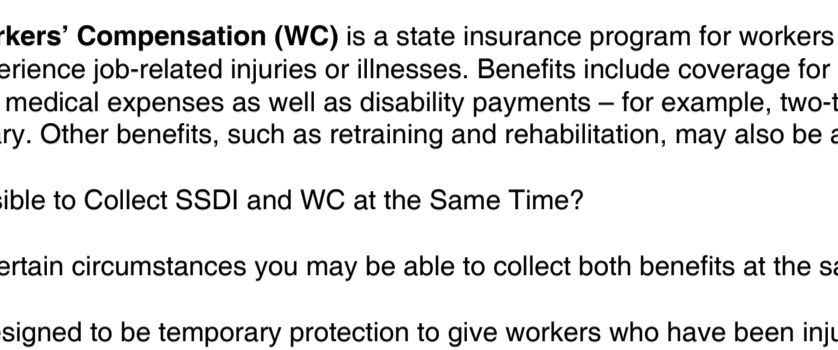 rkers’ Compensation (WC) is a state insurance program for workers
erience job-related injuries or illnesses. Benefits include coverage for
medical expenses as well as disability payments – for example, two-t
ary. Other benefits, such as retraining and rehabilitation, may also be a
sible to Collect SSDI and WC at the Same Time?
ertain circumstances you may be able to collect both benefits at the sa
esigned to be temporary protection to give workers who have been inju